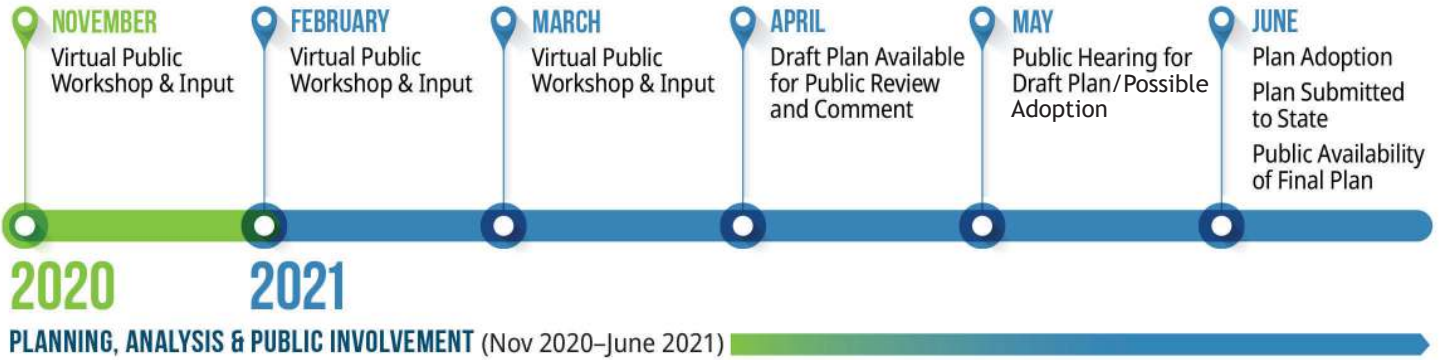 NOVEMBER
Virtual Public
Workshop & Input
FEBRUARY
Virtual Public
Workshop & Input
MARCH
Virtual Public
Workshop & Input
APRIL
Draft Plan Available
for Public Review
and Comment
MAY
Public Hearing for
Draft Plan/Possible
Adoption
JUNE
Plan Adoption
Plan Submitted
to State
Public Availability
of Final Plan
2020
2021
PLANNING, ANALYSIS & PUBLIC INVOLVEMENT (Nov 2020–June 2021)